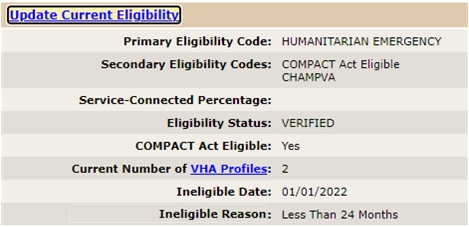 Update Current Eligibility
Primary Eligibility Code: HUMANITARIAN EMERGENCY
Secondary Eligibility Codes: COMPACT Act Eligible
CHAMPVA
Service-Connected Percentage:
Eligibility Status: VERIFIED
COMPACT Act Eligible: Yes
Current Number of VHA Profiles: 2
Ineligible Date: 01/01/2022
Ineligible Reason: Less Than 24 Months